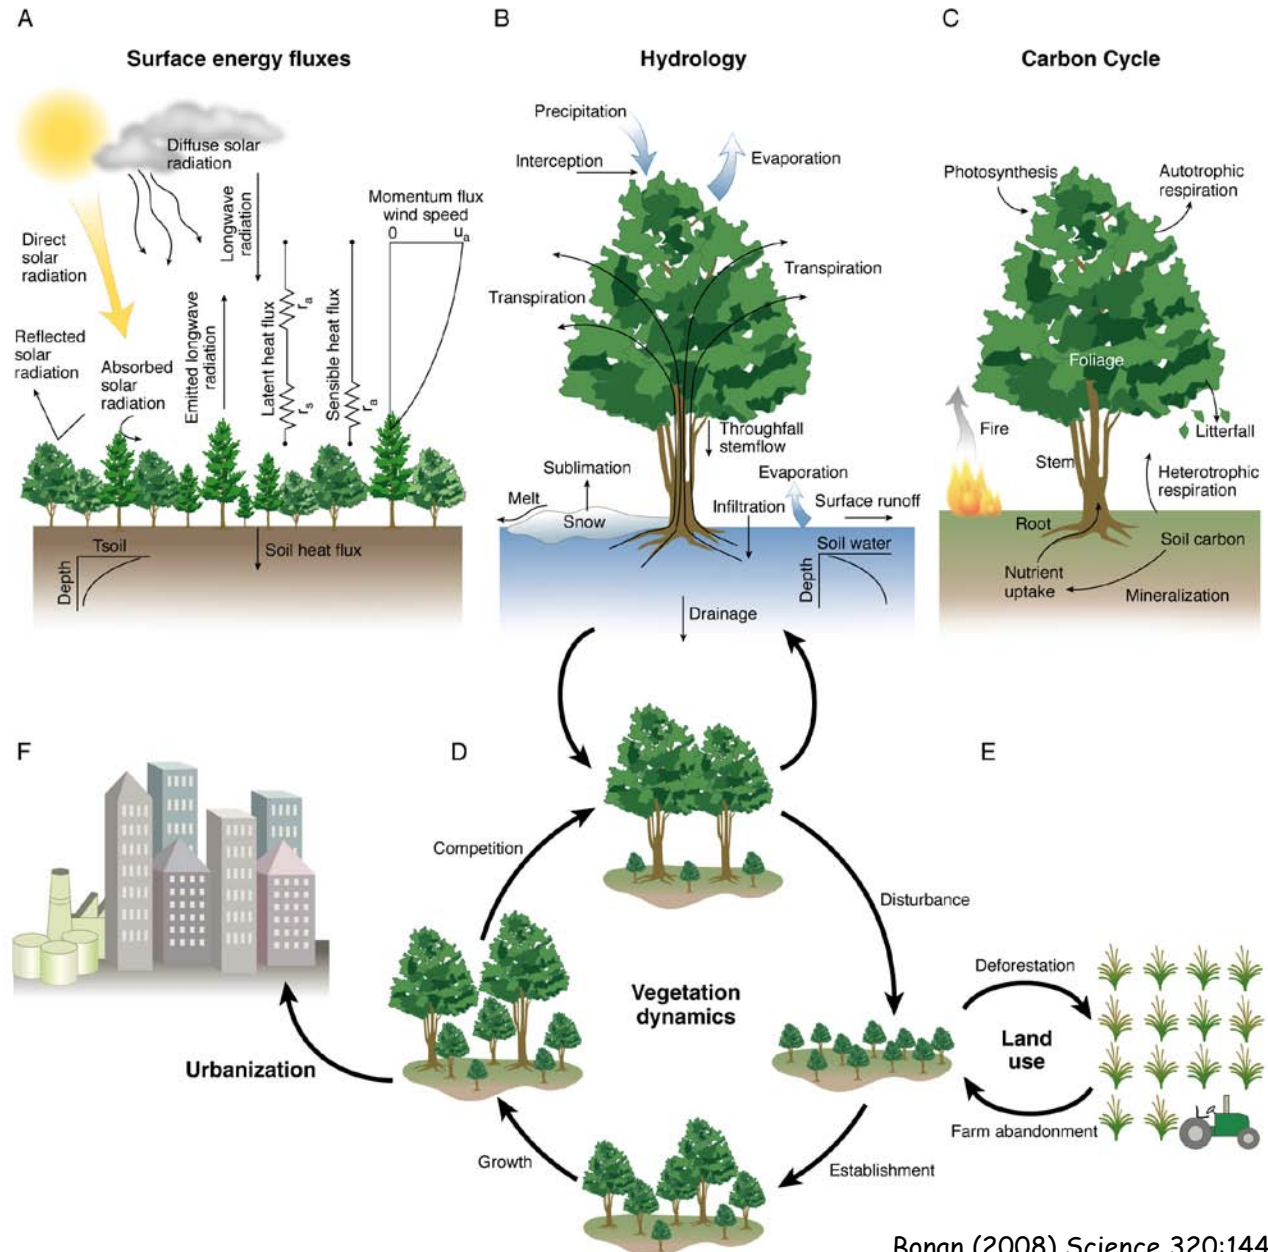 A
Surface energy fluxes
Diffuse solar
radiation
Direct
solar
radiation
Reflected
solar
radiation
Absorbed
solar
radiation
Emitted longwave
radiation
Longwave
radiation
Latent heat flux
rs
ra
Sensible heat flux
ra
Momentum flux
wind speed
0
ua
Tsoil
Depth
Soil heat flux
B
Hydrology
Precipitation
Interception
Evaporation
Transpiration
Transpiration
Throughfall
stemflow
Sublimation
Evaporation
Melt
Snow
Infiltration
Surface runoff
Soil water
Depth
Drainage
C
Carbon Cycle
Photosynthesis
Autotrophic
respiration
Foliage
Fire
Litterfall
Stem
Heterotrophic
respiration
Root
Soil carbon
Nutrient
uptake
Mineralization
F
Urbanization
D
Competition
Disturbance
Vegetation
dynamics
Growth
Establishment
E
Deforestation
Land
use
Farm abandonment
Bonan (2008) Science 320:144